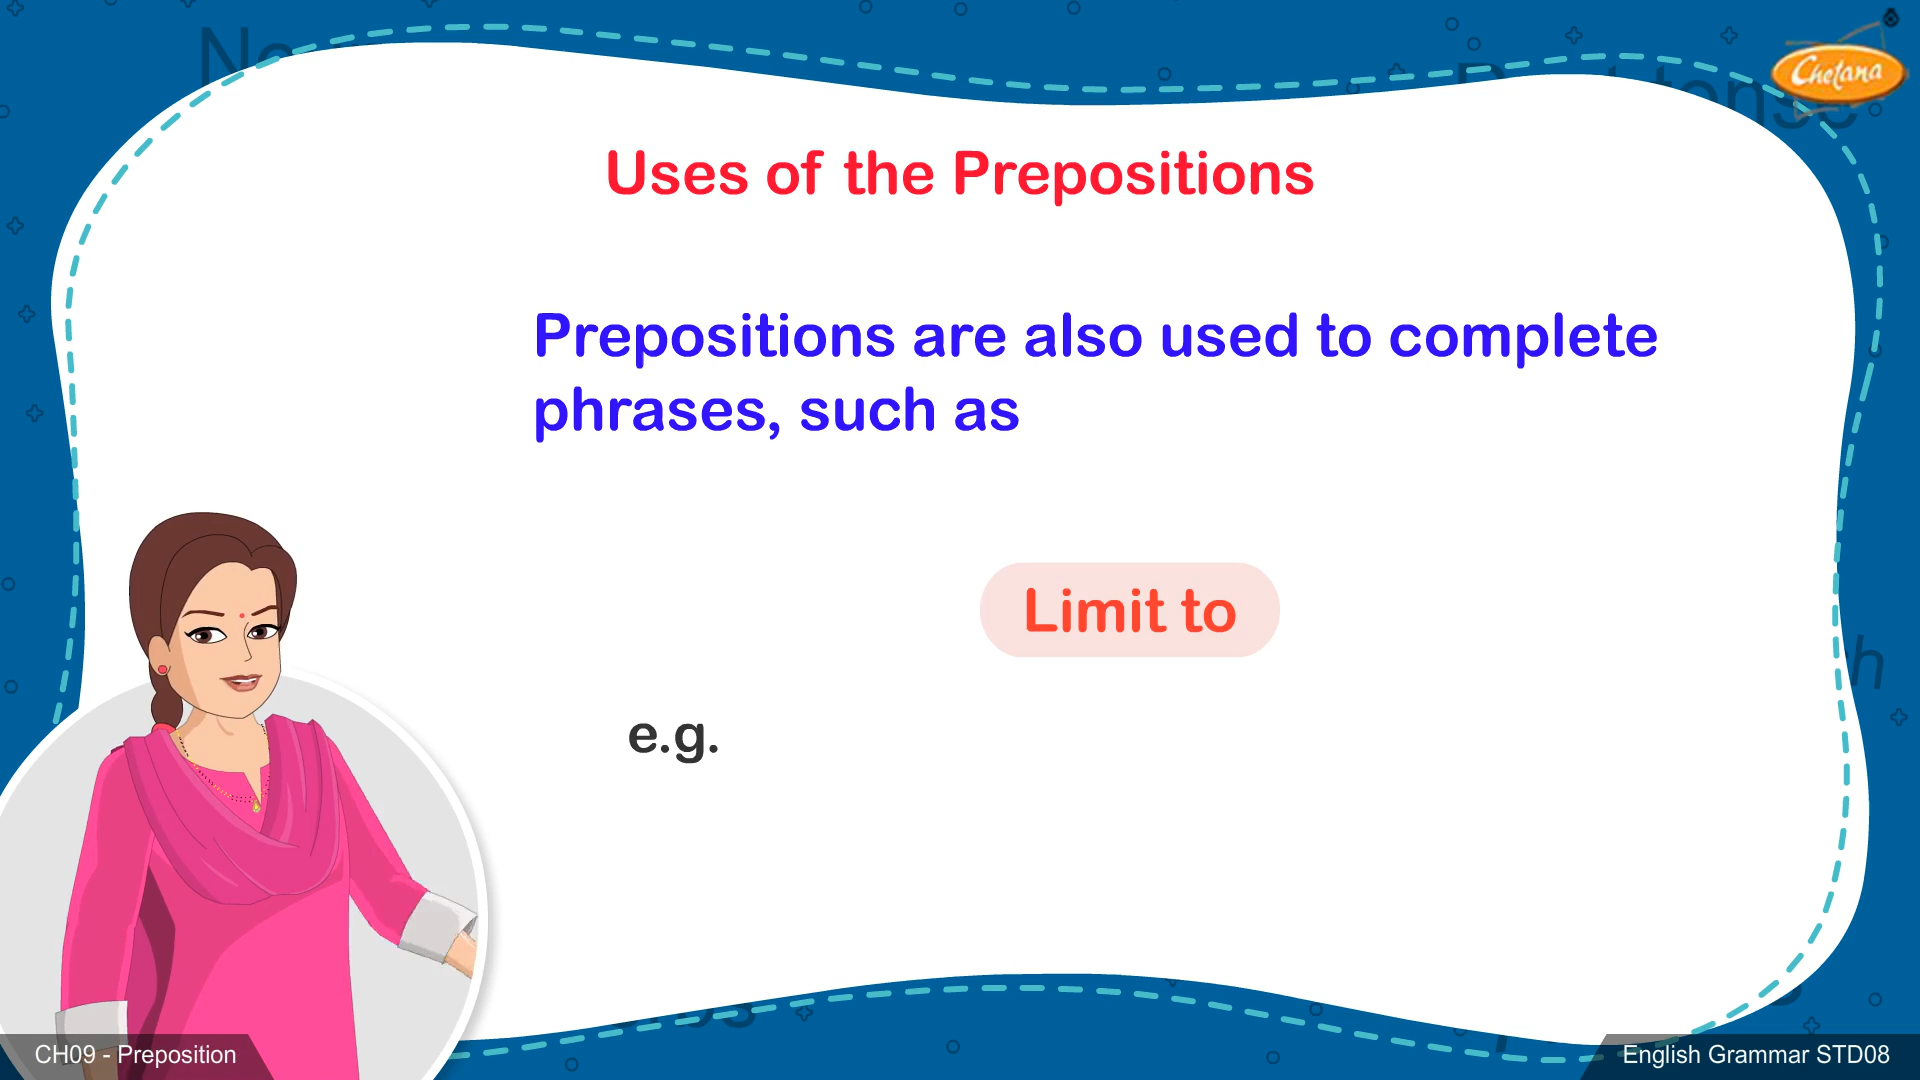 Chetana
Uses of the Prepositions
Prepositions are also used to complete
phrases, such as
Limit to
e.g.
CH09 - Preposition
English Grammar STD08